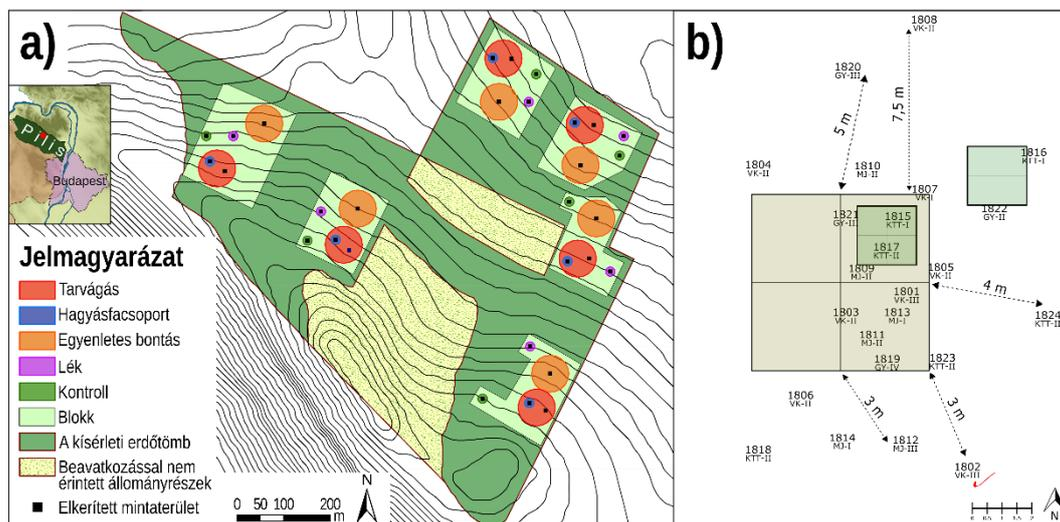 a)
Pilis
Budapest
Jelmagyarázat
Tarvágás
Hagyásfacsoport
Egyenletes bontás
Lék
Kontroll
Blokk
A kísérleti erdőtömb
Beavatkozással nem
érintett állományrészek
Elkerített mintaterület
0 50 100 200
m
N
b)
1808
VK-II
1820
GY-III
5 m
7,5 m
1804
VK-II
1810
MJ-II
1816
KTT-I
1807
VK-I
1822
GY-II
1821
1815
KTT-I
1817
KTT-II
1809
MJ-II
1805
VK-II
1801
VK-III
4 m
1824
KTT-II
1803
VK-II
1813
MJ-I
1811
MJ-II
1819
GY-IV
1823
KTT-II
1806
VK-II
3 m
3 m
1814
MJ-I
1812
MJ-III
1818
KTT-II
1802
VK-III
N